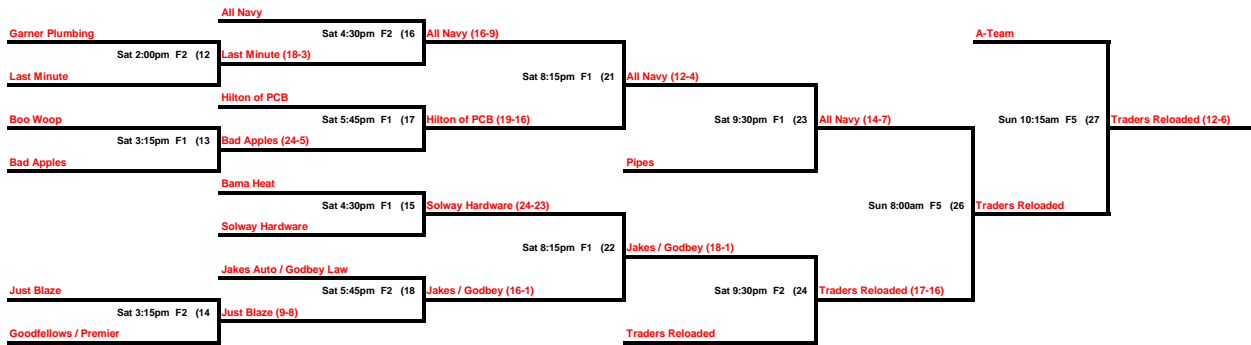 All Navy
Garner Plumbing
Sat 4:30pm F2 (16
All Navy (16-9)
A-Team
Sat 2:00pm F2 (12
Last Minute (18-3)
Last Minute
Sat 8:15pm F1 (21
All Navy (12-4)
Hilton of PCB
Boo Woop
Sat 5:45pm F1 (17
Hilton of PCB (19-16)
Sat 9:30pm F1 (23
All Navy (14-7)
Sun 10:15am F5 (27
Traders Reloaded (12-6)
Sat 3:15pm F1 (13
Bad Apples (24-5)
Bad Apples
Pipes
Bama Heat
Sat 4:30pm F1 (15
Solway Hardware (24-23)
Sun 8:00am F5 (26
Traders Reloaded
Solway Hardware
Sat 8:15pm F1 (22
Jakes / Godbey (18-1)
Jakes Auto / Godbey Law
Just Blaze
Sat 5:45pm F2 (18
Jakes / Godbey (16-1)
Sat 9:30pm F2 (24
Traders Reloaded (17-16)
Sat 3:15pm F2 (14
Just Blaze (9-8)
Goodfellows / Premier
Traders Reloaded